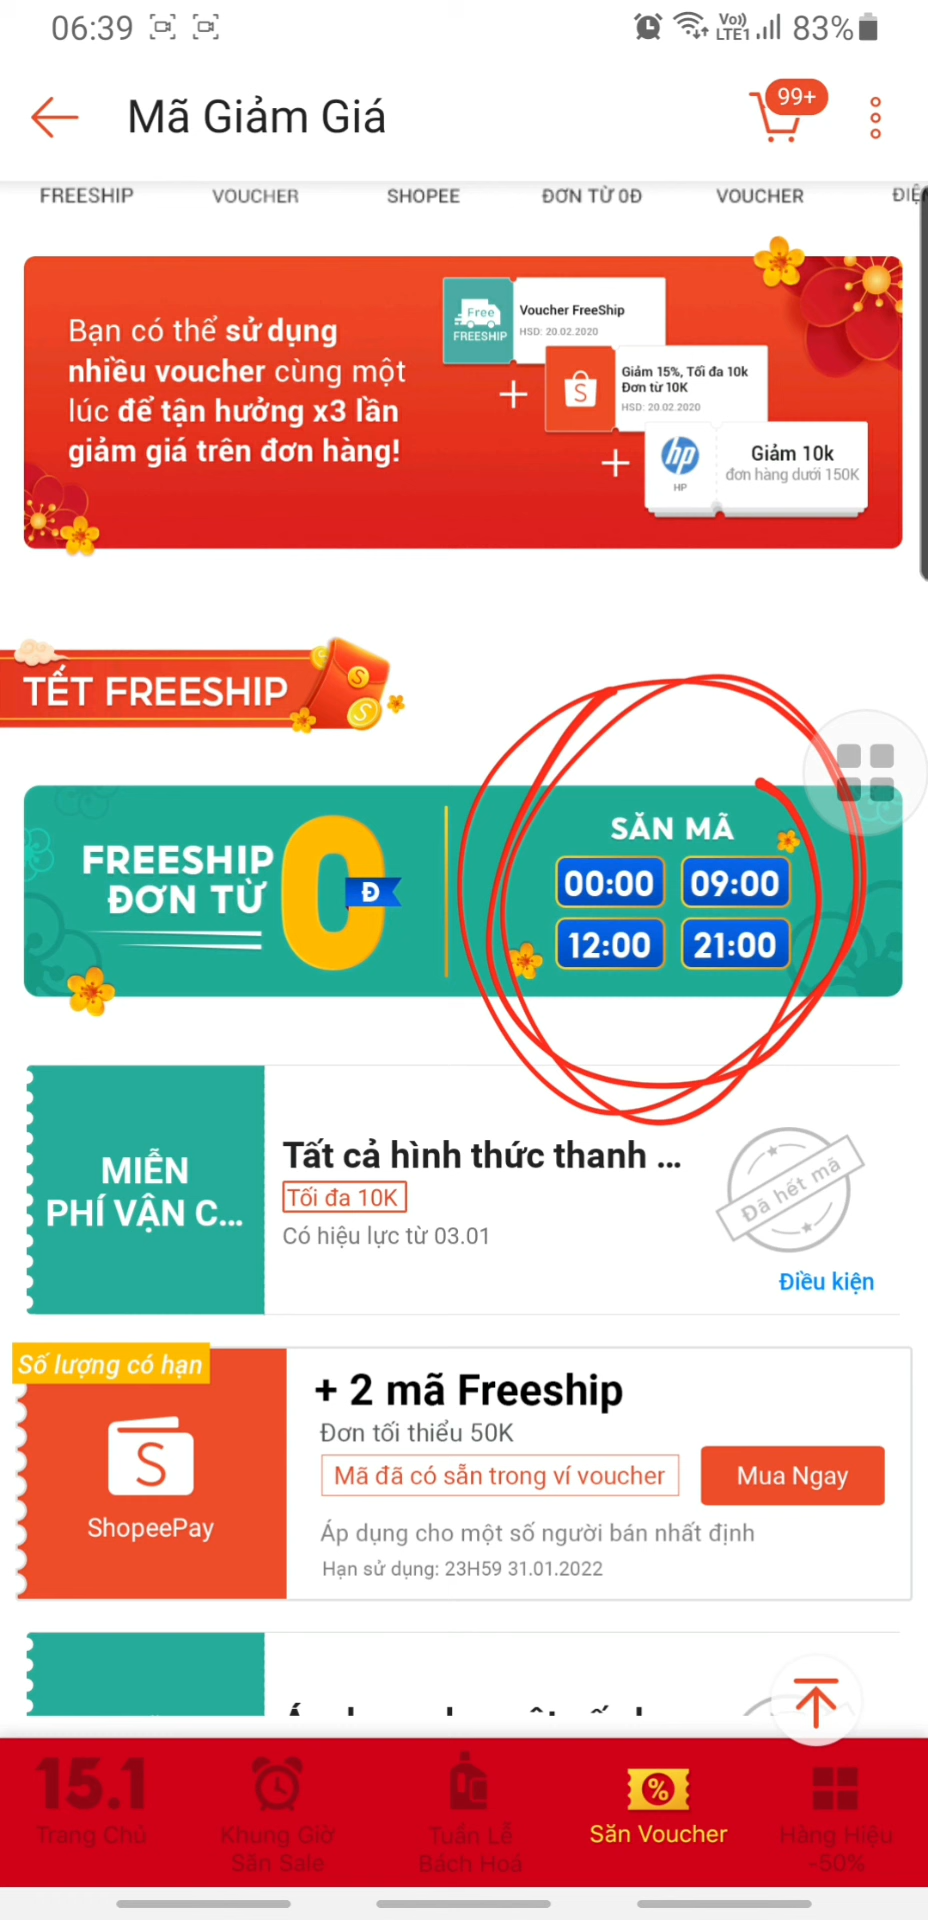 06:39
Vo))
LTE1
83%
Mã Giảm Giá
99+
FREESHIP VOUCHER SHOPEE ĐƠN TỪ 0Đ VOUCHER ĐIỆ
Bạn có thể sử dụng
nhiều voucher cùng một
lúc để tận hưởng x3 lần
giảm giá trên đơn hàng!
Free
FREESHIP
Voucher FreeShip
HSD: 20.02.2020
S
Giảm 15%, Tối đa 10k
Đơn từ 10K
HSD: 20.02.2020
hp
HP
Giảm 10k
đơn hàng dưới 150K
TẾT FREESHIP
FREESHIP
ĐƠN TỪ
0
Đ
SĂN MÃ
00:00 09:00
12:00 21:00
MIỄN
PHÍ VẬN C...
Tất cả hình thức thanh ...
Tối đa 10K
Có hiệu lực từ 03.01
Đã hết mã
Điều kiện
Số lượng có hạn
S
ShopeePay
+ 2 mã Freeship
Đơn tối thiểu 50K
Mã đã có sẵn trong ví voucher
Mua Ngay
Áp dụng cho một số người bán nhất định
Hạn sử dụng: 23H59 31.01.2022
15.1
Trang Chủ
Khung Giờ
Săn Sale
Tuần Lễ
Bách Hoá
%
Săn Voucher
Hàng Hiệu
-50%